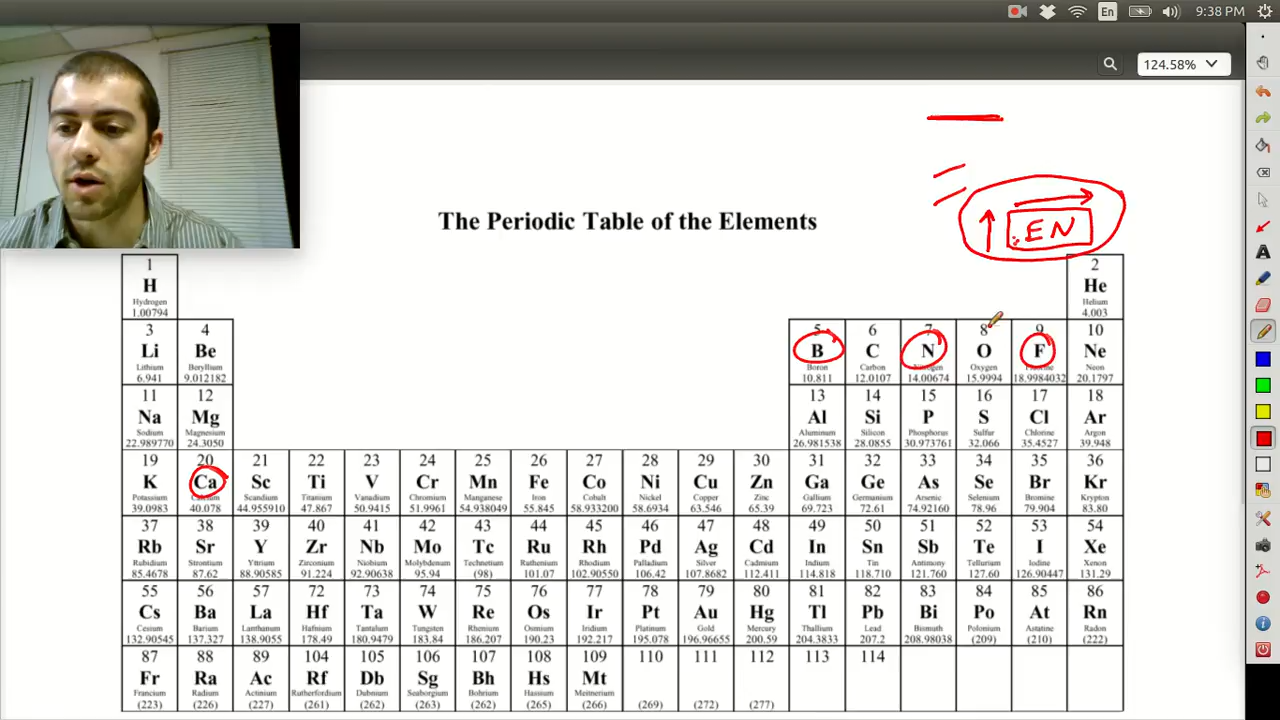 En 9:38 PM
124.58%
EN
The Periodic Table of the Elements
1 2
H He
Hydrogen Helium
1.00794 4.003
3 4 5 6 7 8 9 10
Li Be B C N O F Ne
Lithium Beryllium Boron Carbon Oxygen Neon
6.941 9.012182 10.811 12.0107 14.00674 15.9994 18.9984032 20.1797
11 12 13 14 15 16 17 18
Na Mg Al Si P S Cl Ar
Sodium Magnesium Aluminum Silicon Phosphorus Sulfur Chlorine Argon
22.989770 24.3050 26.981538 28.0855 30.973761 32.066 35.4527 39.948
19 20 21 22 23 24 25 26 27 28 29 30 31 32 33 34 35 36
K Ca Sc Ti V Cr Mn Fe Co Ni Cu Zn Ga Ge As Se Br Kr
Potassium Calcium Scandium Titanium Vanadium Chromium Manganese Iron Cobalt Nickel Copper Zinc Gallium Germanium Arsenic Selenium Bromine Krypton
39.0983 40.078 44.955910 47.867 50.9415 51.9961 54.938049 55.845 58.933200 58.6934 63.546 65.39 69.723 72.61 74.92160 78.96 79.904 83.80
37 38 39 40 41 42 43 44 45 46 47 48 49 50 51 52 53 54
Rb Sr Y Zr Nb Mo Tc Ru Rh Pd Ag Cd In Sn Sb Te I Xe
Rubidium Strontium Yttrium Zirconium Niobium Molybdenum Technetium Ruthenium Rhodium Palladium Silver Cadmium Indium Tin Antimony Tellurium Iodine Xenon
85.4678 87.62 88.90585 91.224 92.90638 95.94 (98) 101.07 102.90550 106.42 107.8682 112.411 114.818 118.710 121.760 127.60 126.90447 131.29
55 56 57 72 73 74 75 76 77 78 79 80 81 82 83 84 85 86
Cs Ba La Hf Ta W Re Os Ir Pt Au Hg Tl Pb Bi Po At Rn
Cesium Barium Lanthanum Hafnium Tantalum Tungsten Rhenium Osmium Iridium Platinum Gold Mercury Thallium Lead Bismuth Polonium Astatine Radon
132.90545 137.327 138.9055 178.49 180.9479 183.84 186.207 190.23 192.217 195.078 196.96655 200.59 204.3833 207.2 208.98038 (209) (210) (222)
87 88 89 104 105 106 107 108 109 110 111 112 113 114
Fr Ra Ac Rf Db Sg Bh Hs Mt
Francium Radium Actinium Rutherfordium Dubnium Seaborgium Bohrium Hassium Meitnerium
(223) (226) (227) (261) (262) (263) (262) (265) (266) (269) (272) (277)